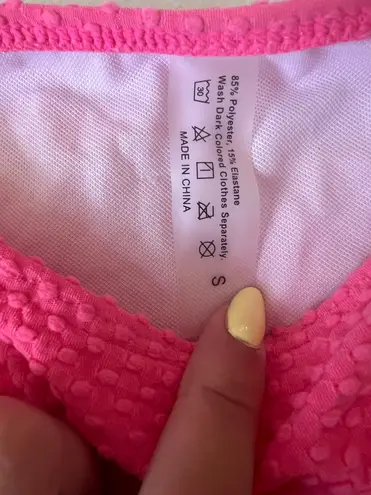 85% Polyester, 15% Elastane
Wash Dark Colored Clothes Separately.
30
MADE IN CHINA
S